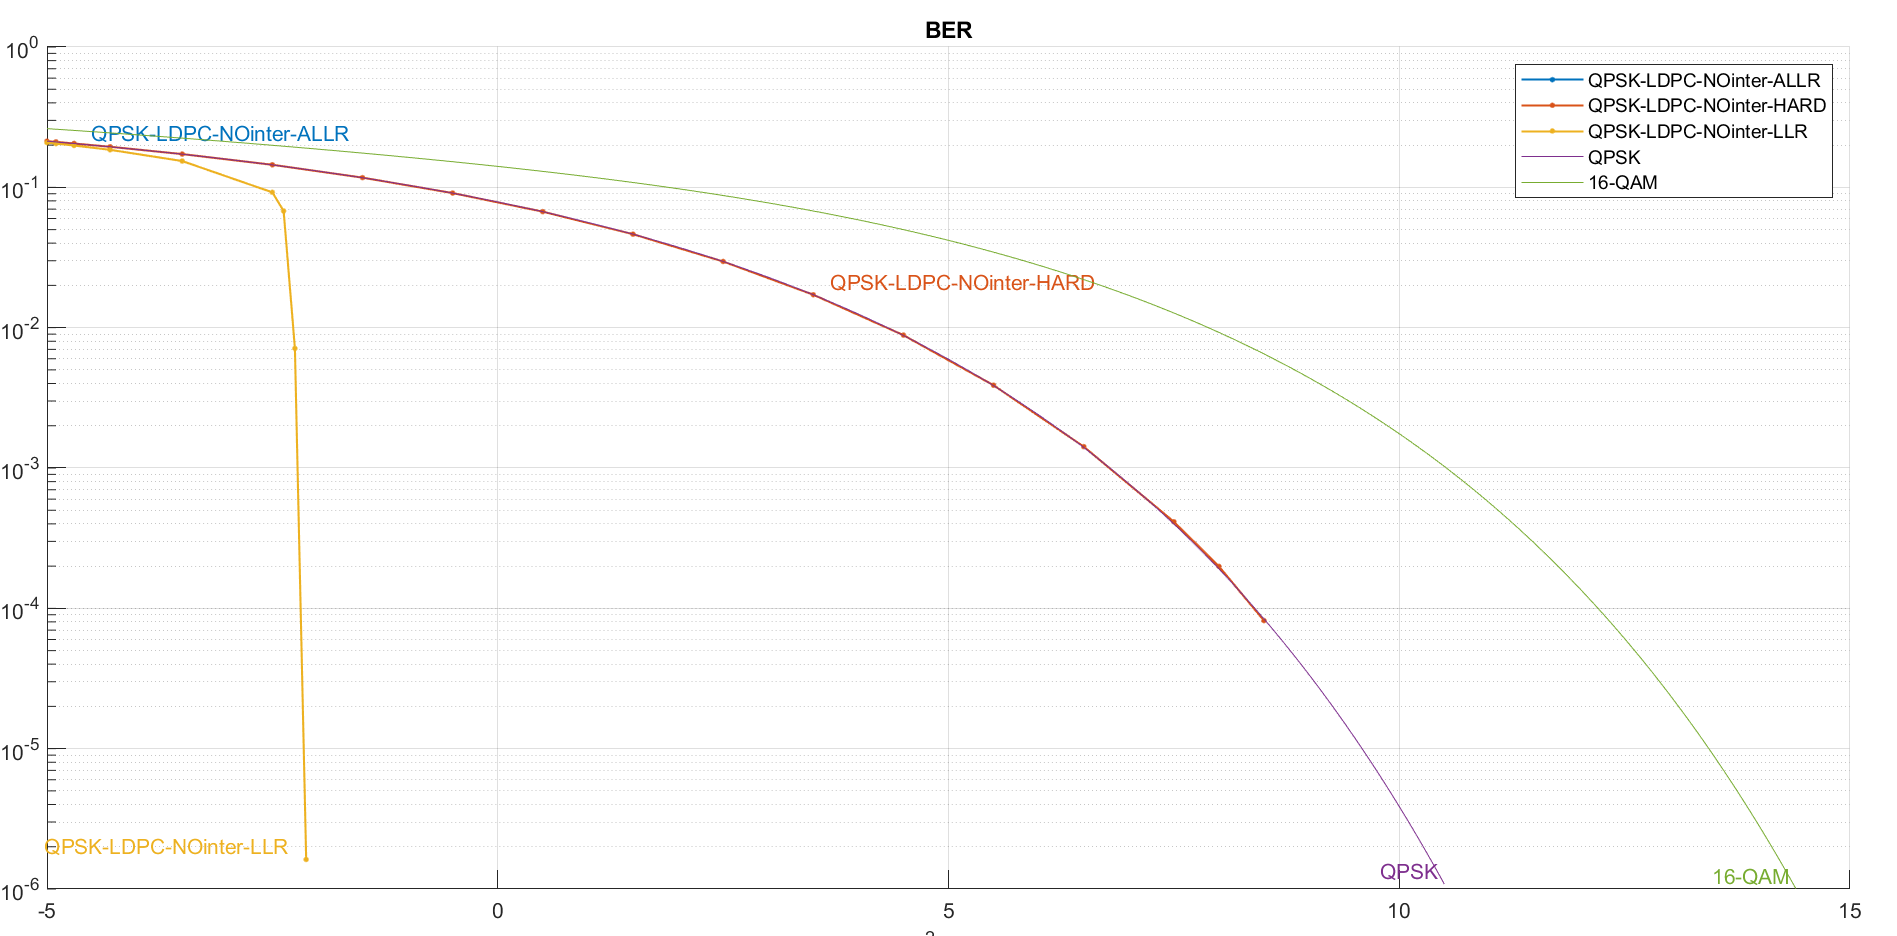 BER
10^0
10^-1
10^-2
10^-3
10^-4
10^-5
10^-6
-5
0
5
10
15
QPSK-LDPC-NOinter-ALLR
QPSK-LDPC-NOinter-HARD
QPSK-LDPC-NOinter-LLR
QPSK
16-QAM
QPSK-LDPC-NOinter-ALLR
QPSK-LDPC-NOinter-HARD
QPSK-LDPC-NOinter-LLR
QPSK
16-QAM